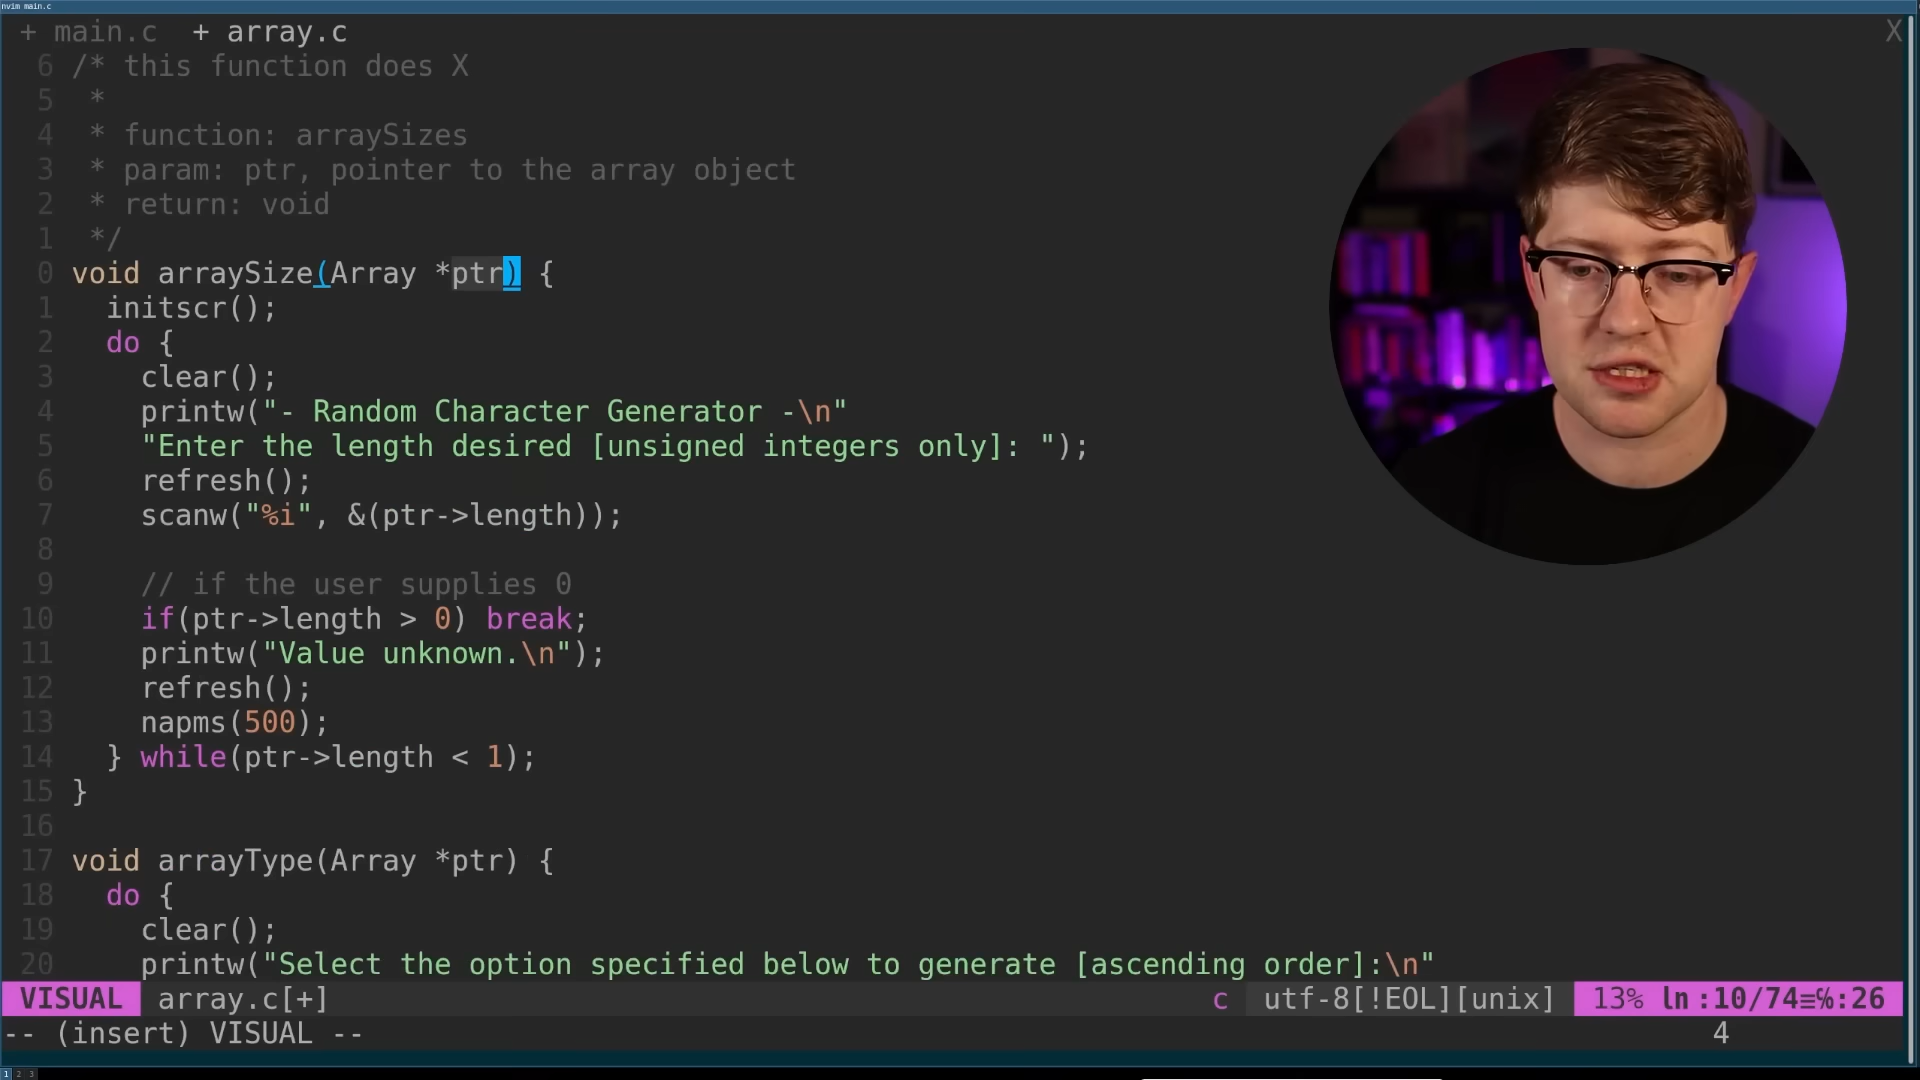 nvim main.c
+ main.c + array.c X
6 /* this function does X
5 *
4 * function: arraySizes
3 * param: ptr, pointer to the array object
2 * return: void
1 */
0 void arraySize(Array *ptr) {
1 initscr();
2 do {
3 clear();
4 printw("- Random Character Generator -\n"
5 "Enter the length desired [unsigned integers only]: ");
6 refresh();
7 scanw("%i", &(ptr->length));
8
9 // if the user supplies 0
10 if(ptr->length > 0) break;
11 printw("Value unknown.\n");
12 refresh();
13 napms(500);
14 } while(ptr->length < 1);
15 }
16
17 void arrayType(Array *ptr) {
18 do {
19 clear();
20 printw("Select the option specified below to generate [ascending order]:\n"
VISUAL array.c[+] c utf-8[!EOL][unix] 13% ln :10/74≡℅:26
-- (insert) VISUAL -- 4
1 2 3